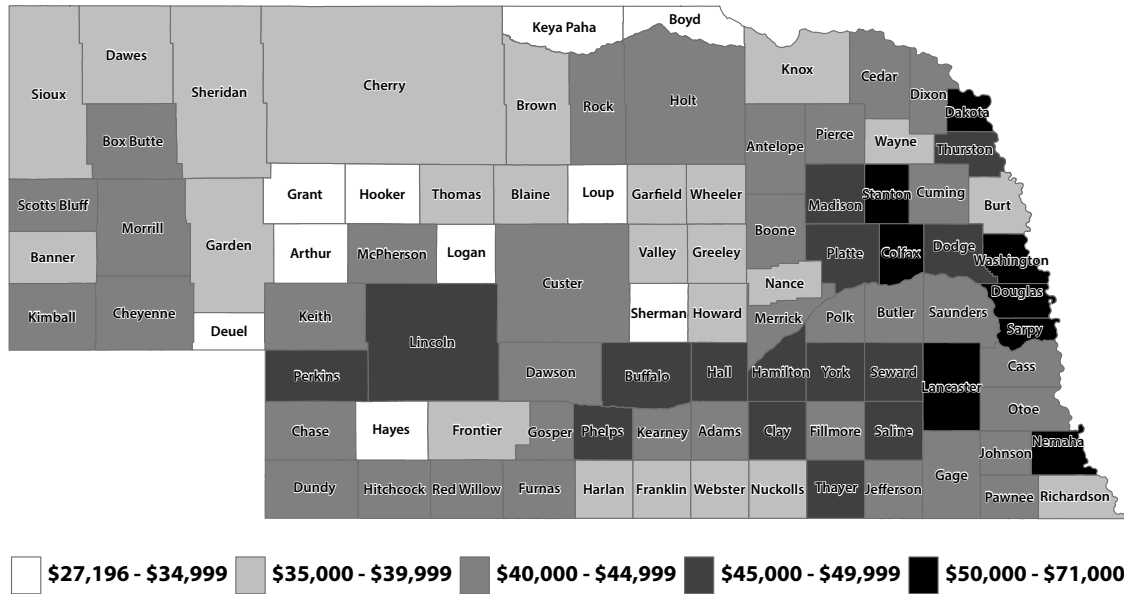 Keya Paha
Boyd
Dawes
Sioux
Sheridan
Cherry
Knox
Cedar
Brown
Rock
Holt
Dixon
Dakota
Box Butte
Antelope
Pierce
Wayne
Thurston
Grant
Hooker
Thomas
Blaine
Loup
Garfield
Wheeler
Scotts Bluff
Madison
Stanton
Cuming
Burt
Morrill
Garden
Boone
Banner
Arthur
McPherson
Logan
Valley
Greeley
Platte
Colfax
Dodge
Washington
Custer
Nance
Douglas
Kimball
Cheyenne
Keith
Sherman
Howard
Merrick
Polk
Butler
Saunders
Deuel
Sarpy
Lincoln
Perkins
Dawson
Buffalo
Hall
Hamilton
York
Seward
Lancaster
Cass
Otoe
Chase
Hayes
Frontier
Gosper
Phelps
Kearney
Adams
Clay
Fillmore
Saline
Nemaha
Johnson
Dundy
Hitchcock
Red Willow
Furnas
Harlan
Franklin
Webster
Nuckolls
Thayer
Jefferson
Gage
Pawnee
Richardson
$27,196 - $34,999
$35,000 - $39,999
$40,000 - $44,999
$45,000 - $49,999
$50,000 - $71,000